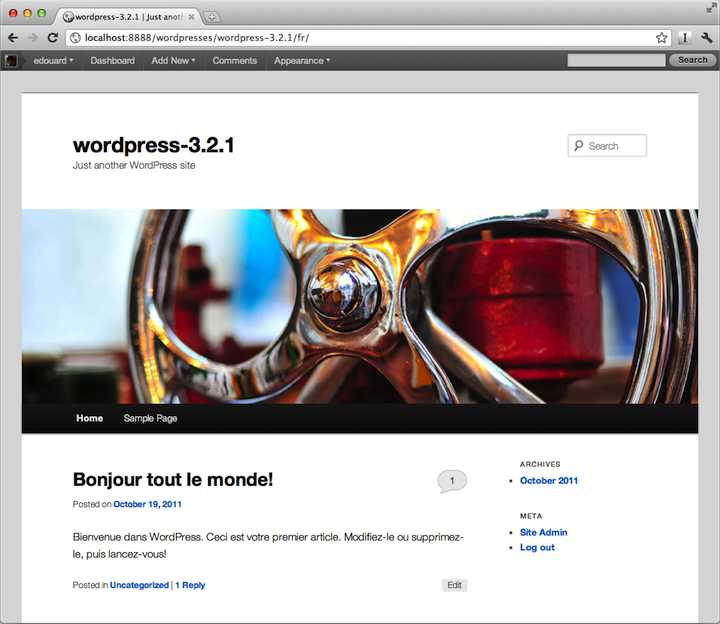 wordpress-3.2.1 | Just anoth
localhost:8888/wordpresses/wordpress-3.2.1/fr/
edouard Dashboard Add New Comments Appearance Search
wordpress-3.2.1
Just another WordPress site
Search
Home Sample Page
Bonjour tout le monde!
1
Posted on October 19, 2011
Bienvenue dans WordPress. Ceci est votre premier article. Modifiez-le ou supprimez-
le, puis lancez-vous!
Posted in Uncategorized | 1 Reply
Edit
ARCHIVES
October 2011
META
Site Admin
Log out